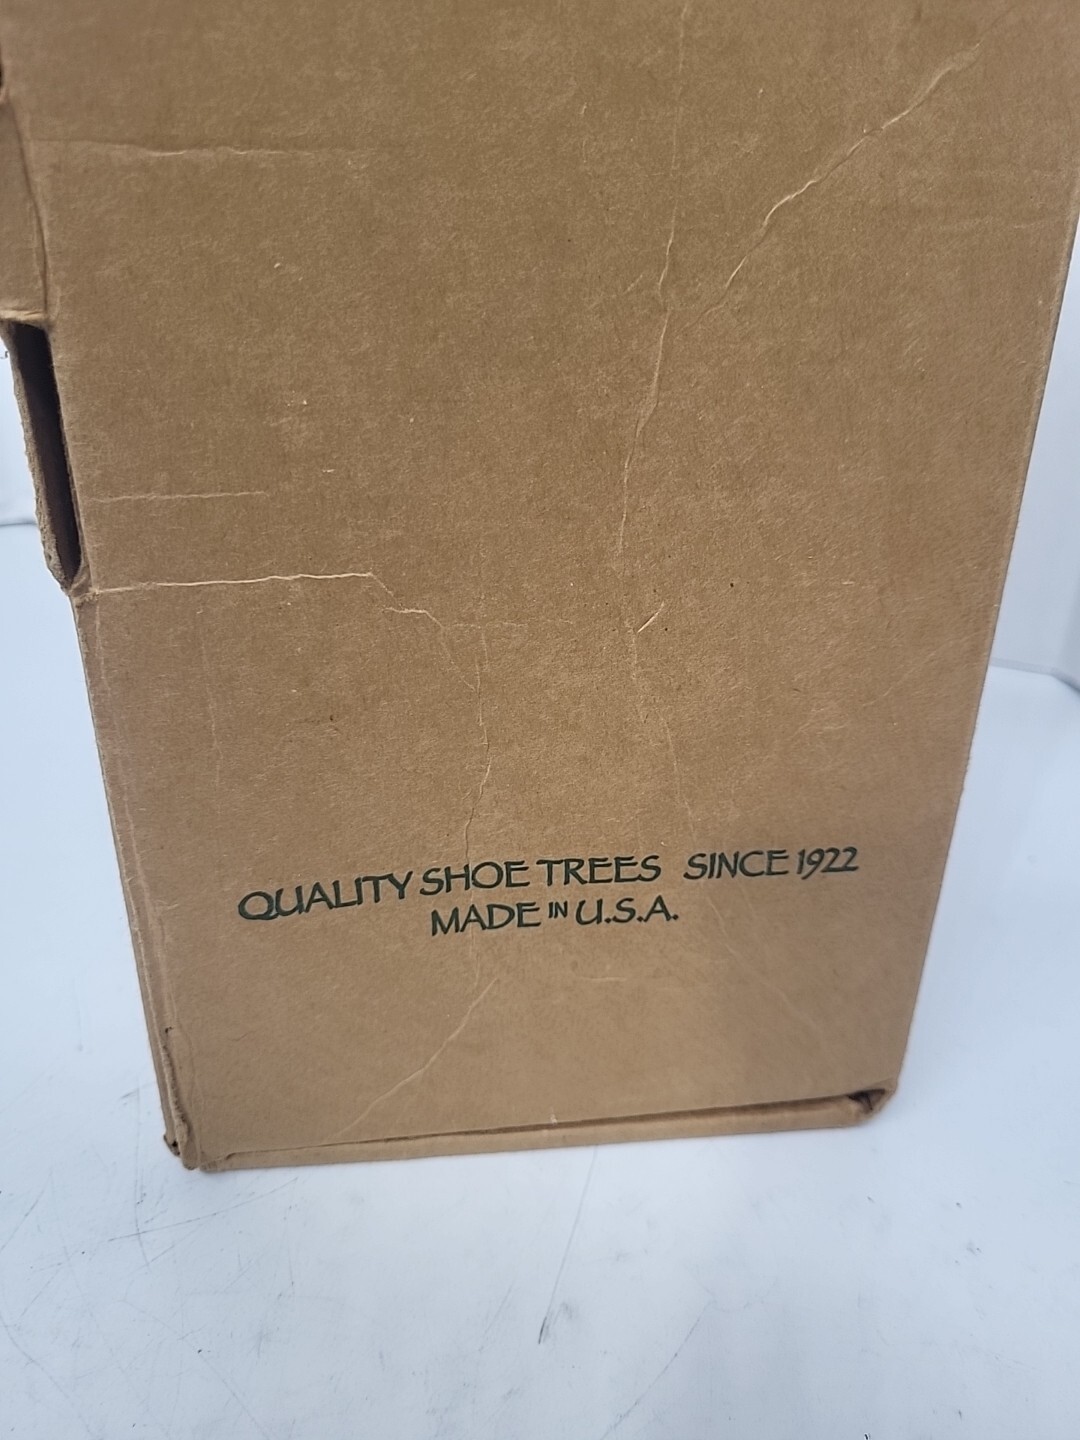 QUALITY SHOE TREES SINCE 1922
MADE IN U.S.A.